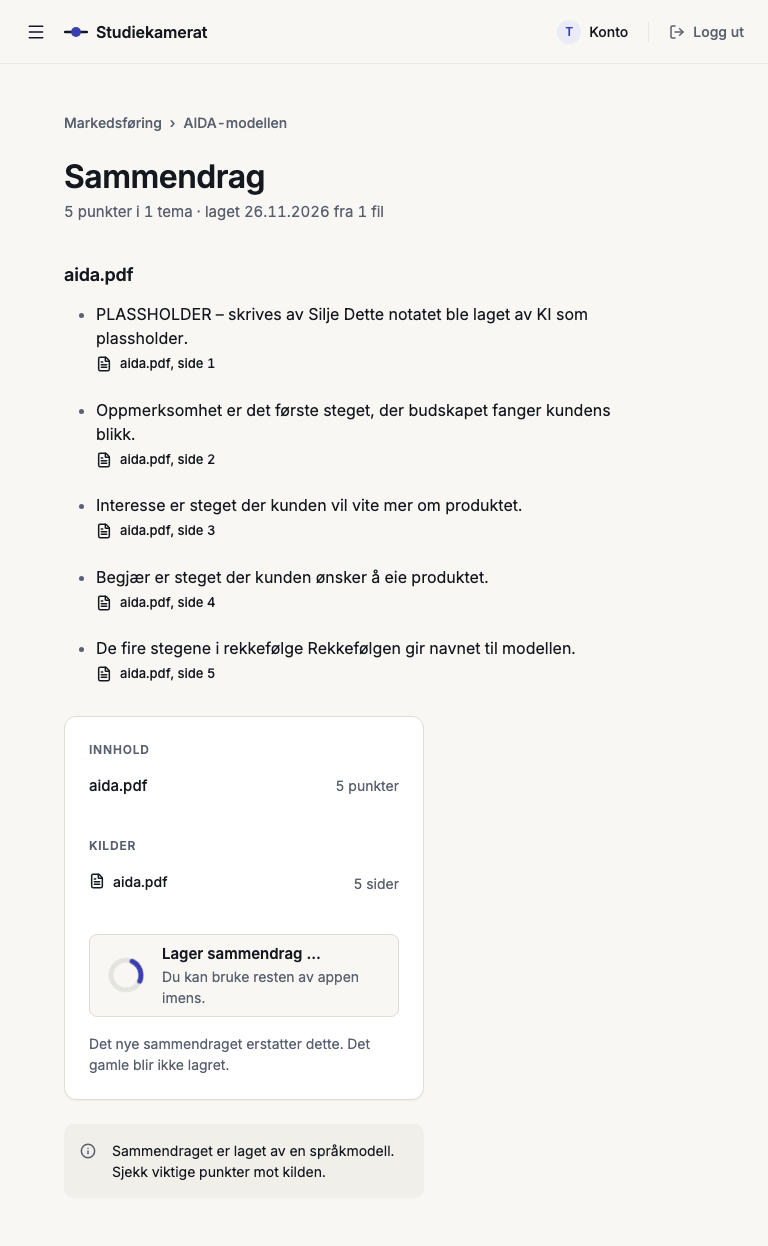 Studiekamerat
T Konto
Logg ut
Markedsføring › AIDA-modellen
Sammendrag
5 punkter i 1 tema · laget 26.11.2026 fra 1 fil
aida.pdf
• PLASSHOLDER – skrives av Silje Dette notatet ble laget av KI som
plassholder.
aida.pdf, side 1
• Oppmerksomhet er det første steget, der budskapet fanger kundens
blikk.
aida.pdf, side 2
• Interesse er steget der kunden vil vite mer om produktet.
aida.pdf, side 3
• Begjær er steget der kunden ønsker å eie produktet.
aida.pdf, side 4
• De fire stegene i rekkefølge Rekkefølgen gir navnet til modellen.
aida.pdf, side 5
INNHOLD
aida.pdf 5 punkter
KILDER
aida.pdf 5 sider
Lager sammendrag …
Du kan bruke resten av appen
imens.
Det nye sammendraget erstatter dette. Det
gamle blir ikke lagret.
Sammendraget er laget av en språkmodell.
Sjekk viktige punkter mot kilden.